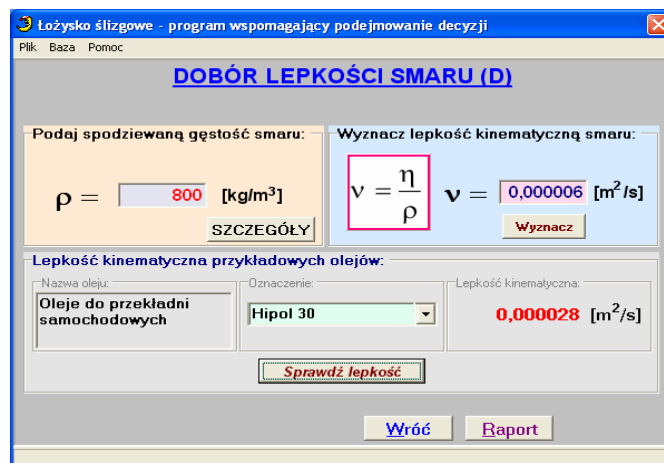 Łożysko ślizgowe - program wspomagający podejmowanie decyzji
Plik Baza Pomoc
DOBÓR LEPKOŚCI SMARU (D)
Podaj spodziewaną gęstość smaru:
ρ = 800 [kg/m³]
SZCZEGÓŁY
Wyznacz lepkość kinematyczną smaru:
ν = η/ρ ν = 0,000006 [m²/s]
Wyznacz
Lepkość kinematyczna przykładowych olejów:
Nazwa oleju:
Oleje do przekładni
samochodowych
Oznaczenie:
Hipol 30
Lepkość kinematyczna:
0,000028 [m²/s]
Sprawdź lepkość
Wróć
Raport